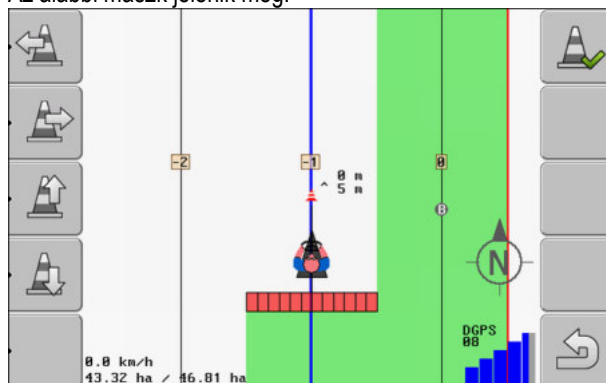 Az alábbi maszk jelenik meg:
-2
-1
0
0 m
^ 5 m
B
N
DGPS
08
0.0 km/h
43.32 ha / 46.81 ha